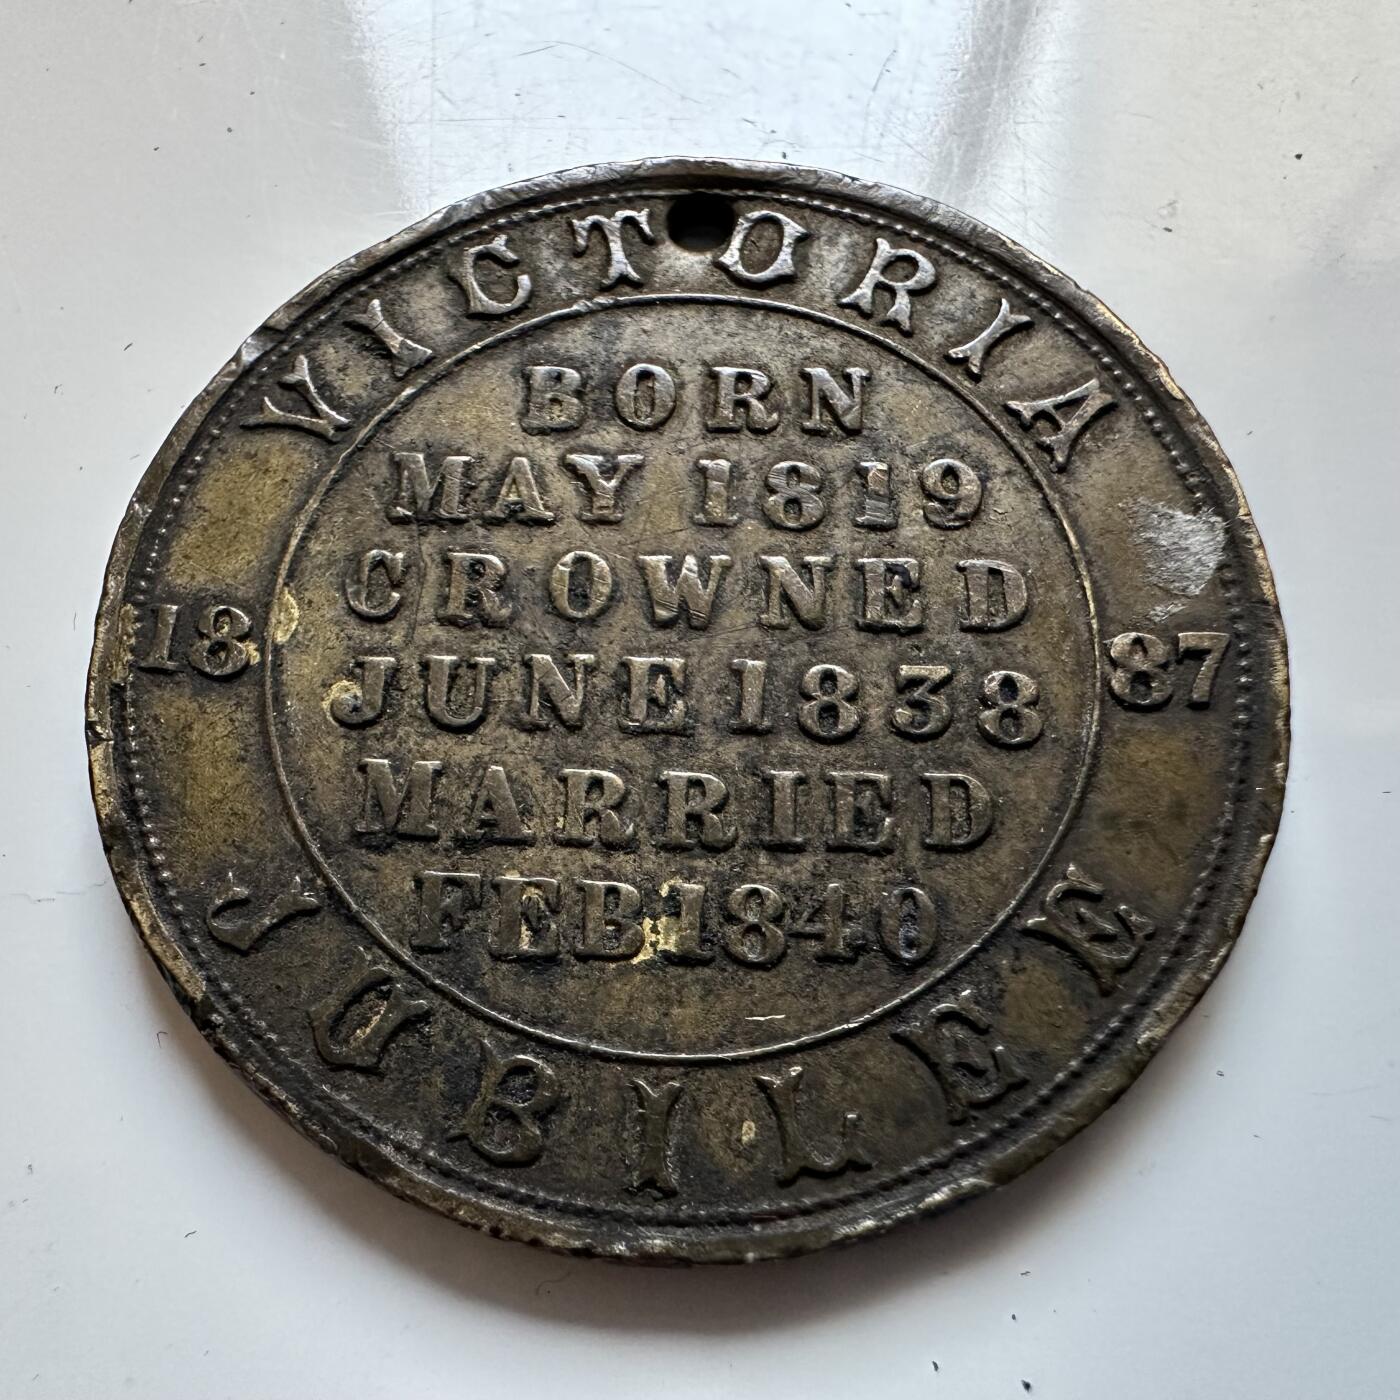 VICTORIA
BORN
MAY 1819
CROWNED
JUNE 1838
MARRIED
FEB 1840
18 87
JUBILEE